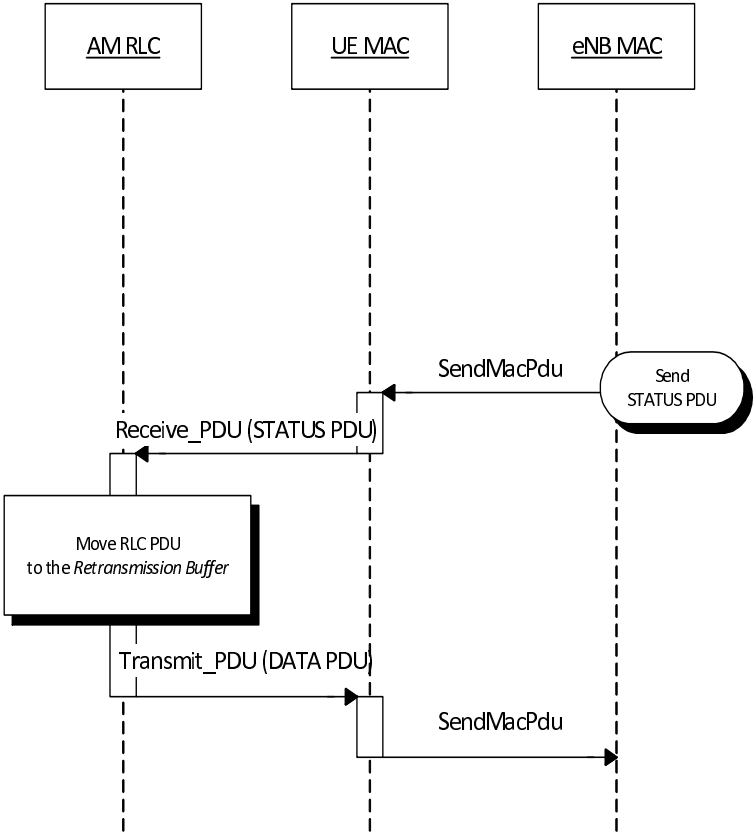 AM RLC
UE MAC
eNB MAC
SendMacPdu
Send
STATUS PDU
Receive_PDU (STATUS PDU)
Move RLC PDU
to the Retransmission Buffer
Transmit_PDU (DATA PDU)
SendMacPdu